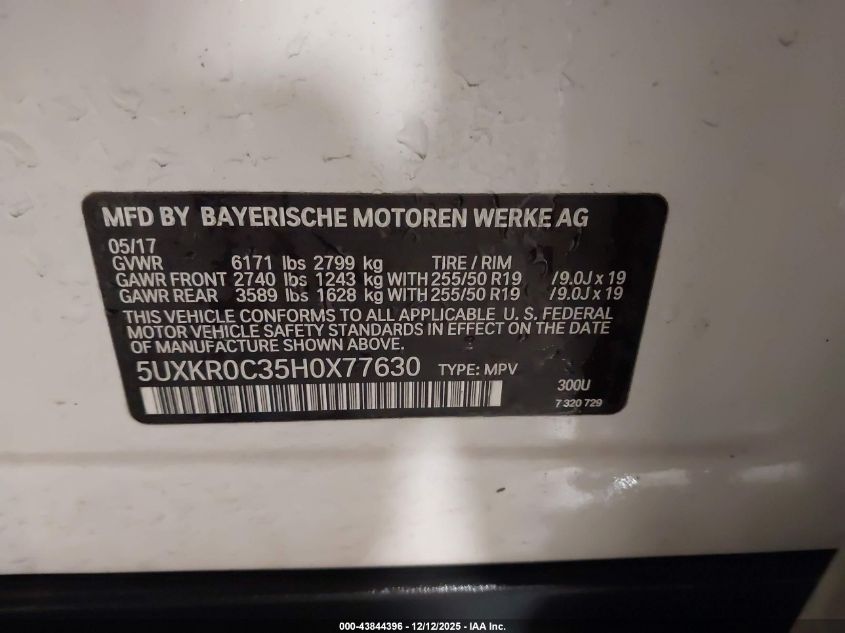 MFD BY BAYERISCHE MOTOREN WERKE AG
05/17
GVWR 6171 lbs 2799 kg TIRE / RIM
GAWR FRONT 2740 lbs 1243 kg WITH 255/50 R19 /9.0J x 19
GAWR REAR 3589 lbs 1628 kg WITH 255/50 R19 /9.0J x 19
THIS VEHICLE CONFORMS TO ALL APPLICABLE U. S. FEDERAL
MOTOR VEHICLE SAFETY STANDARDS IN EFFECT ON THE DATE
OF MANUFACTURE SHOWN ABOVE.
5UXKR0C35H0X77630 TYPE: MPV
300U
7 320 729
000-43844396 - 12/12/2025 - IAA Inc.